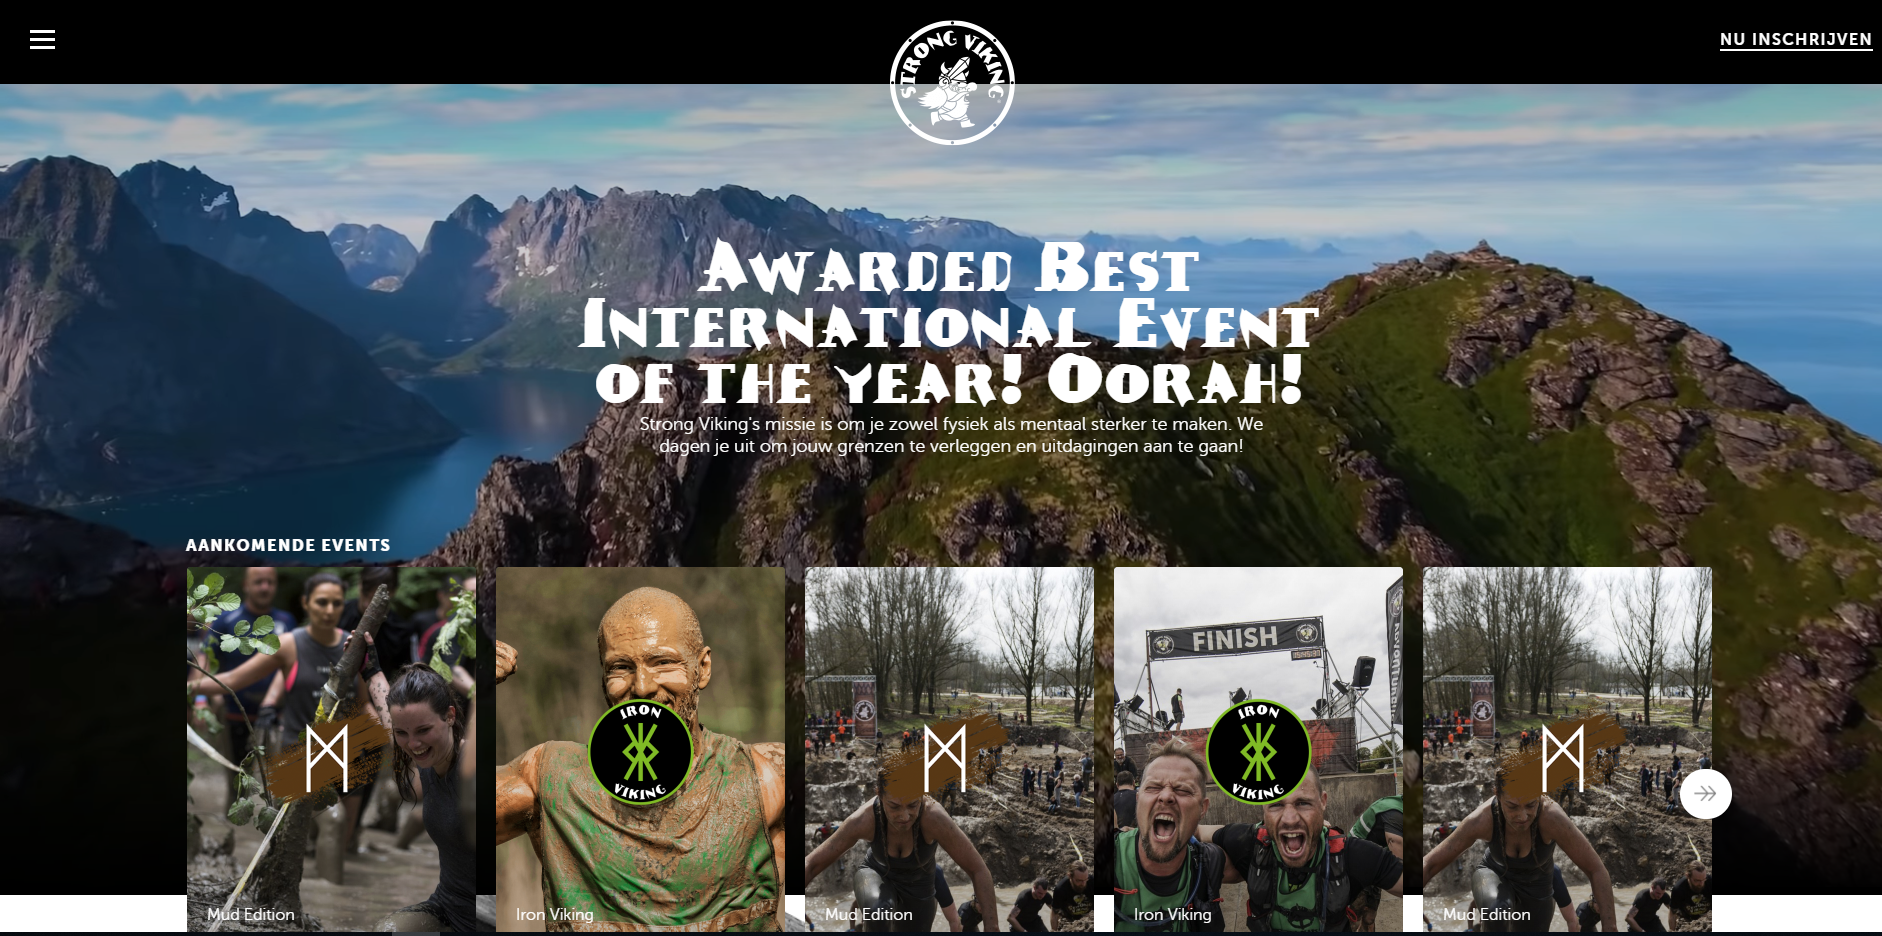 STRONG VIKING
NU INSCHRIJVEN
Awarded Best
International Event
of the year! Oorah!
Strong Viking's missie is om je zowel fysiek als mentaal sterker te maken. We
dagen je uit om jouw grenzen te verleggen en uitdagingen aan te gaan!
AANKOMENDE EVENTS
Mud Edition
IRON
VIKING
Iron Viking
Mud Edition
FINISH
IRON
VIKING
Iron Viking
Mud Edition